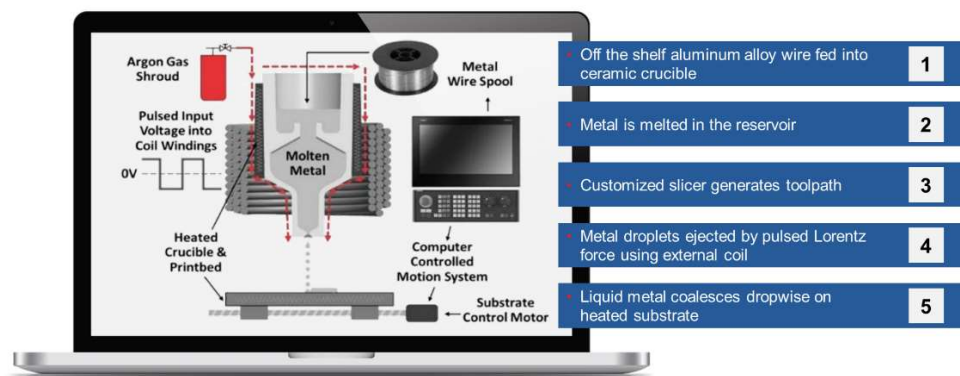 Argon Gas
Shroud
Pulsed Input
Voltage into
Coil Windings
0V
Molten
Metal
Metal
Wire Spool
Heated
Crucible &
Printbed
Computer
Controlled
Motion System
Substrate
Control Motor
• Off the shelf aluminum alloy wire fed into
ceramic crucible
1
• Metal is melted in the reservoir
2
• Customized slicer generates toolpath
3
• Metal droplets ejected by pulsed Lorentz
force using external coil
4
• Liquid metal coalesces dropwise on
heated substrate
5